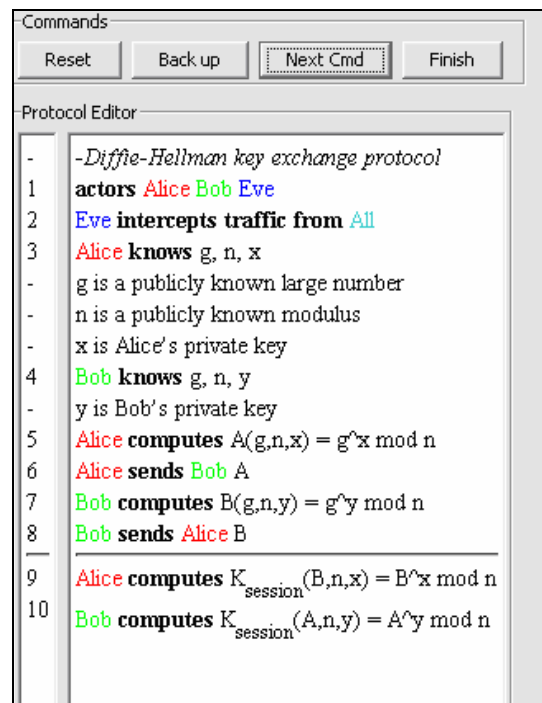 Commands
Reset Back up Next Cmd Finish
Protocol Editor
- -Diffie-Hellman key exchange protocol
1 actors Alice Bob Eve
2 Eve intercepts traffic from All
3 Alice knows g, n, x
- g is a publicly known large number
- n is a publicly known modulus
- x is Alice's private key
4 Bob knows g, n, y
- y is Bob's private key
5 Alice computes A(g,n,x) = g^x mod n
6 Alice sends Bob A
7 Bob computes B(g,n,y) = g^y mod n
8 Bob sends Alice B
9 Alice computes K_session(B,n,x) = B^x mod n
10 Bob computes K_session(A,n,y) = A^y mod n